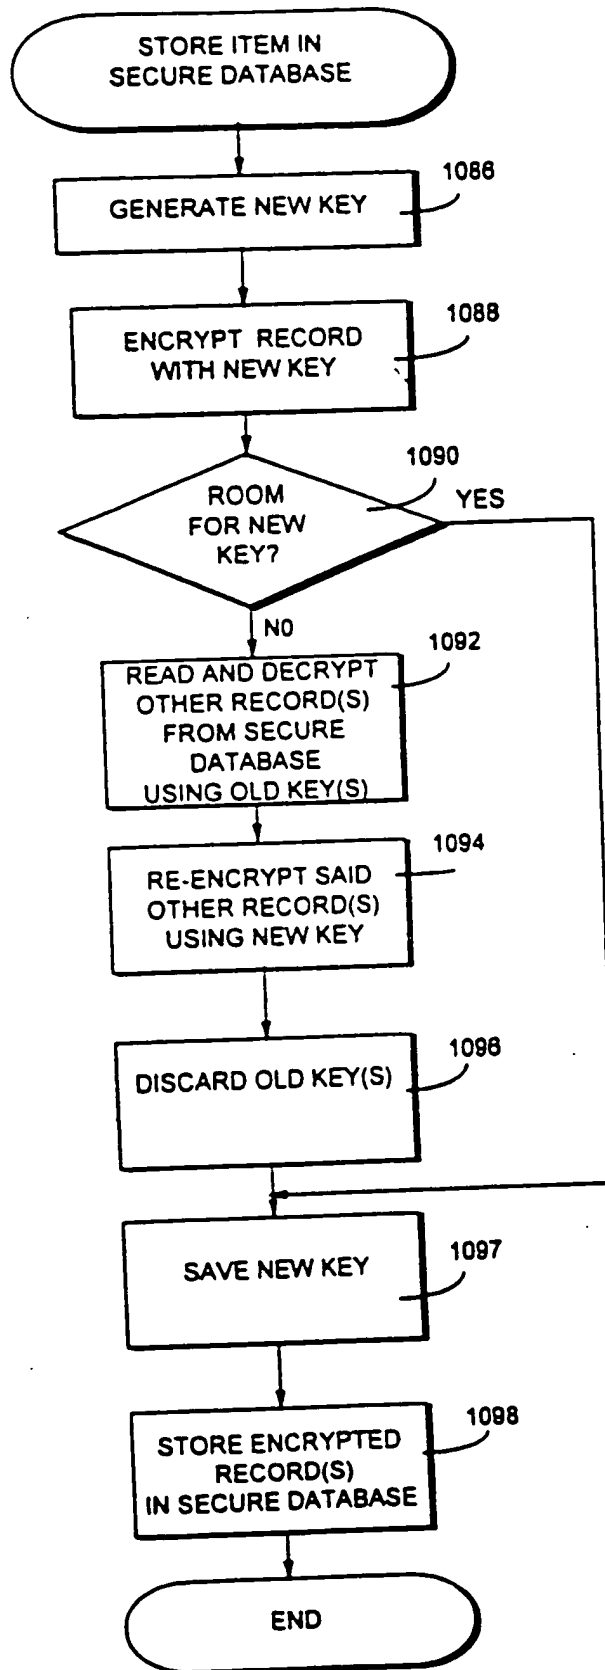 STORE ITEM IN
SECURE DATABASE
1086
GENERATE NEW KEY
1088
ENCRYPT RECORD
WITH NEW KEY
1090
ROOM
FOR NEW
KEY?
YES
NO
1092
READ AND DECRYPT
OTHER RECORD(S)
FROM SECURE
DATABASE
USING OLD KEY(S)
1094
RE-ENCRYPT SAID
OTHER RECORD(S)
USING NEW KEY
1096
DISCARD OLD KEY(S)
SAVE NEW KEY
1097
1098
STORE ENCRYPTED
RECORD(S)
IN SECURE DATABASE
END